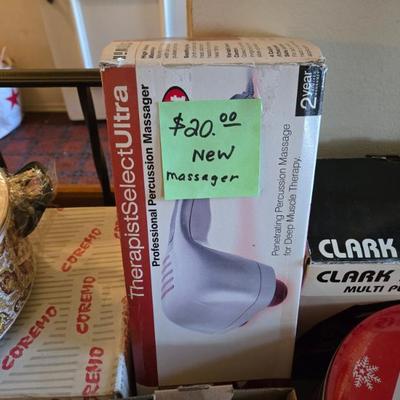 TherapistSelectUltra
Professional Percussion Massager
$20.00
New
massager
2 year
Penetrating Percussion Massage
for Deep Muscle Therapy.
COREMO
COREMO
COREMO
COREMO
CLARK
CLARK
MULTI